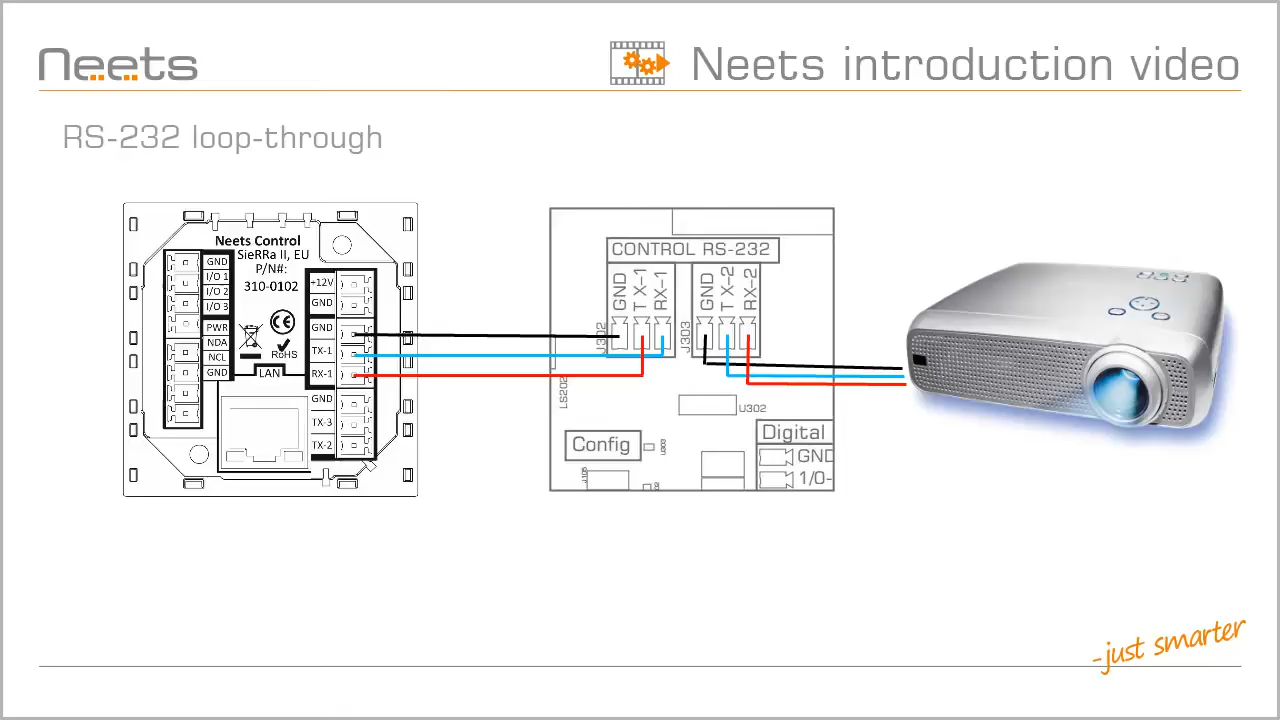 Neets
Neets introduction video
RS-232 loop-through
Neets Control
SieRRa II, EU
P/N#:
310-0102
GND
I/O 1
I/O 2
I/O 3
PWR
NDA
NCL
GND
RoHS
LAN
+12V
GND
GND
TX-1
RX-1
GND
TX-3
TX-2
CONTROL RS-232
GND
TX-1
RX-1
J302
GND
TX-2
RX-2
J303
LS202
U302
Config
Digital
GND
1/0-
-just smarter